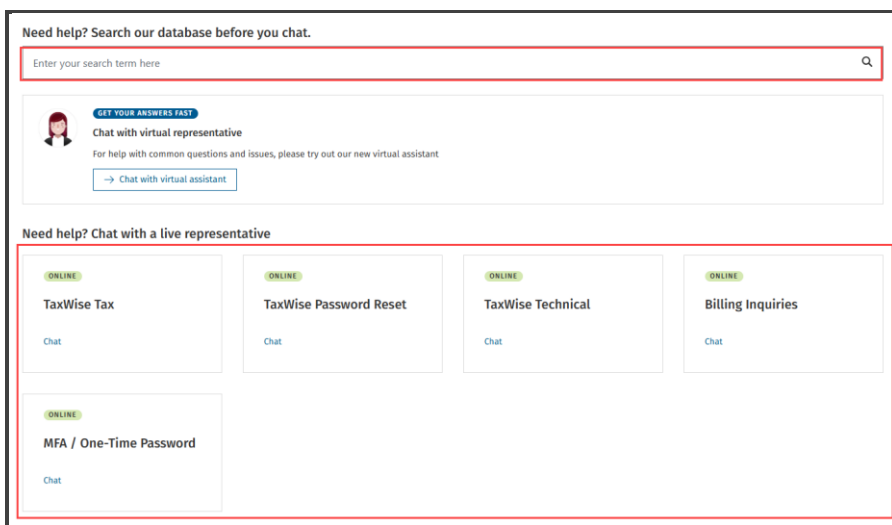 Need help? Search our database before you chat.
Enter your search term here
GET YOUR ANSWERS FAST
Chat with virtual representative
For help with common questions and issues, please try out our new virtual assistant
→ Chat with virtual assistant
Need help? Chat with a live representative
ONLINE
TaxWise Tax
Chat
ONLINE
TaxWise Password Reset
Chat
ONLINE
TaxWise Technical
Chat
ONLINE
Billing Inquiries
Chat
ONLINE
MFA / One-Time Password
Chat